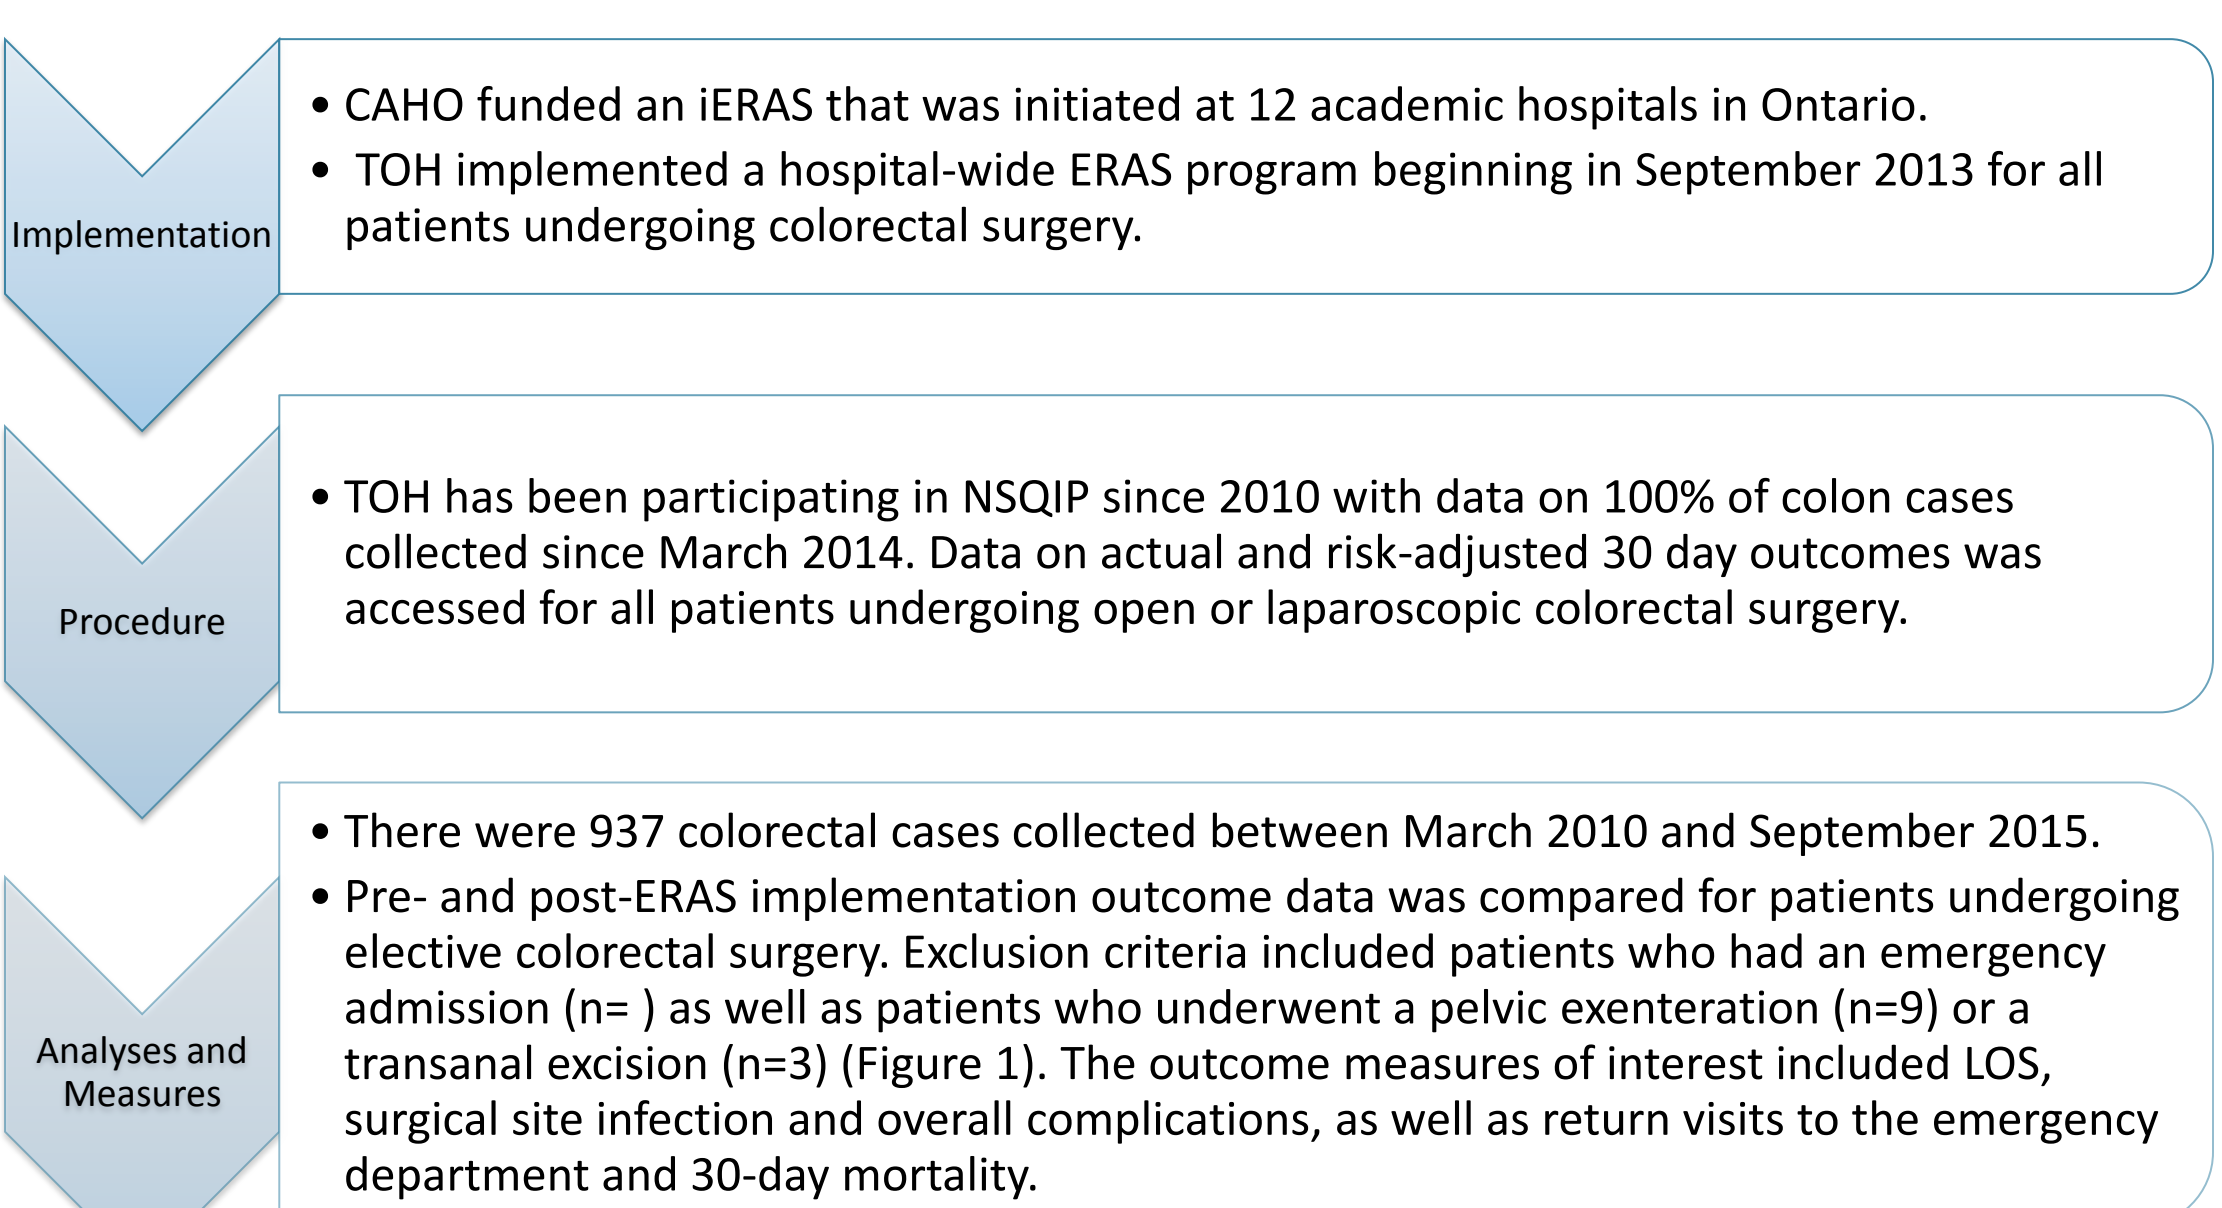 Implementation
• CAHO funded an iERAS that was initiated at 12 academic hospitals in Ontario.
• TOH implemented a hospital-wide ERAS program beginning in September 2013 for all
patients undergoing colorectal surgery.
Procedure
• TOH has been participating in NSQIP since 2010 with data on 100% of colon cases
collected since March 2014. Data on actual and risk-adjusted 30 day outcomes was
accessed for all patients undergoing open or laparoscopic colorectal surgery.
Analyses and
Measures
• There were 937 colorectal cases collected between March 2010 and September 2015.
• Pre- and post-ERAS implementation outcome data was compared for patients undergoing
elective colorectal surgery. Exclusion criteria included patients who had an emergency
admission (n= ) as well as patients who underwent a pelvic exenteration (n=9) or a
transanal excision (n=3) (Figure 1). The outcome measures of interest included LOS,
surgical site infection and overall complications, as well as return visits to the emergency
department and 30-day mortality.